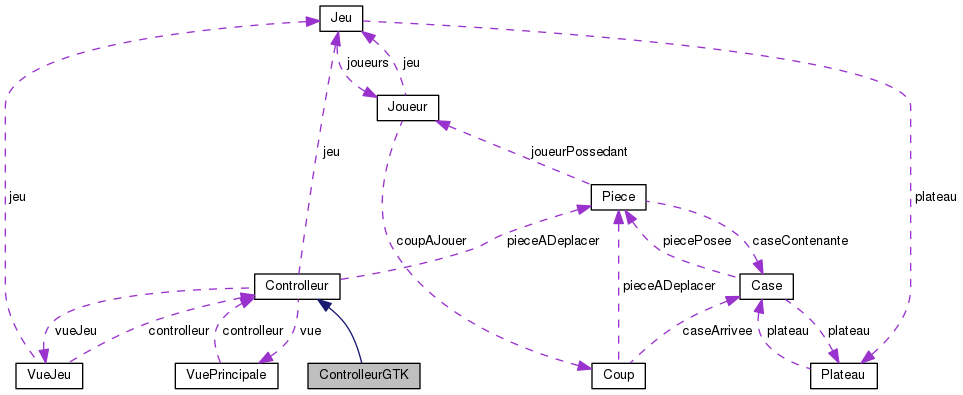 Jeu
joueurs
jeu
Joueur
joueurPossedant
jeu
Piece
jeu
plateau
coupAJouer
pieceADeplacer
piecePosee
caseContenante
Controlleur
pieceADeplacer
Case
vueJeu
controlleur
controlleur
vue
caseArrivee
plateau
plateau
VueJeu
VuePrincipale
ControlleurGTK
Coup
Plateau